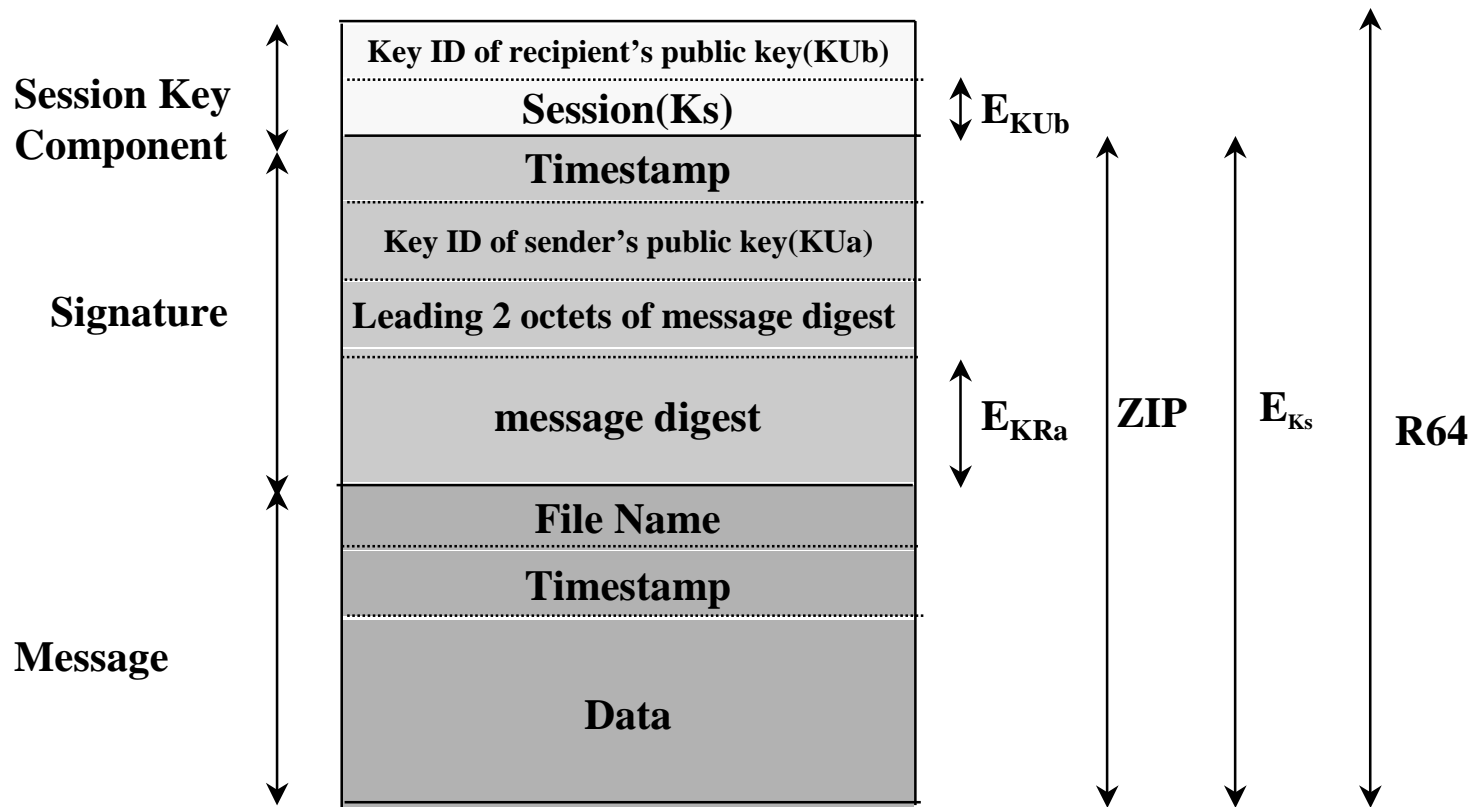 Key ID of recipient's public key(KUb)
Session Key
Component
Session(Ks)
E_KUb
Timestamp
Key ID of sender's public key(KUa)
Signature
Leading 2 octets of message digest
message digest
E_KRa
ZIP
E_Ks
R64
File Name
Timestamp
Message
Data